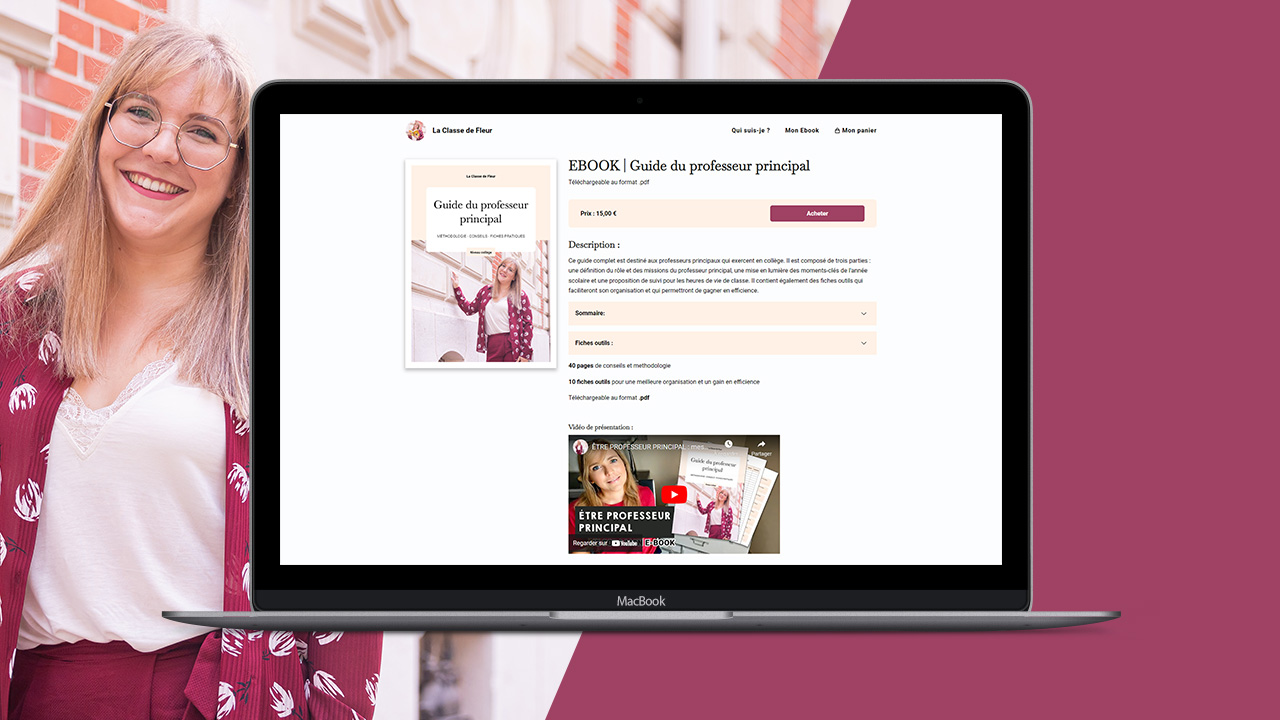 La Classe de Fleur
Qui suis-je ?
Mon Ebook
Mon panier
La Classe de Fleur
Guide du professeur
principal
MÉTHODOLOGIE · CONSEILS · FICHES PRATIQUES
Niveau collège
EBOOK | Guide du professeur principal
Téléchargeable au format .pdf
Prix : 15,00 €
Acheter
Description :
Ce guide complet est destiné aux professeurs principaux qui exercent en collège. Il est composé de trois parties :
une définition du rôle et des missions du professeur principal, une mise en lumière des moments-clés de l'année
scolaire et une proposition de suivi pour les heures de vie de classe. Il contient également des fiches outils qui
faciliteront son organisation et qui permettront de gagner en efficience.
Sommaire:
Fiches outils :
40 pages de conseils et methodologie
10 fiches outils pour une meilleure organisation et un gain en efficience
Téléchargeable au format .pdf
Vidéo de présentation :
ÊTRE PROFESSEUR PRINCIPAL : mes
Partager
Guide du professeur
principal
ÊTRE PROFESSEUR
PRINCIPAL
Regarder sur YouTube
E-BOOK
MacBook